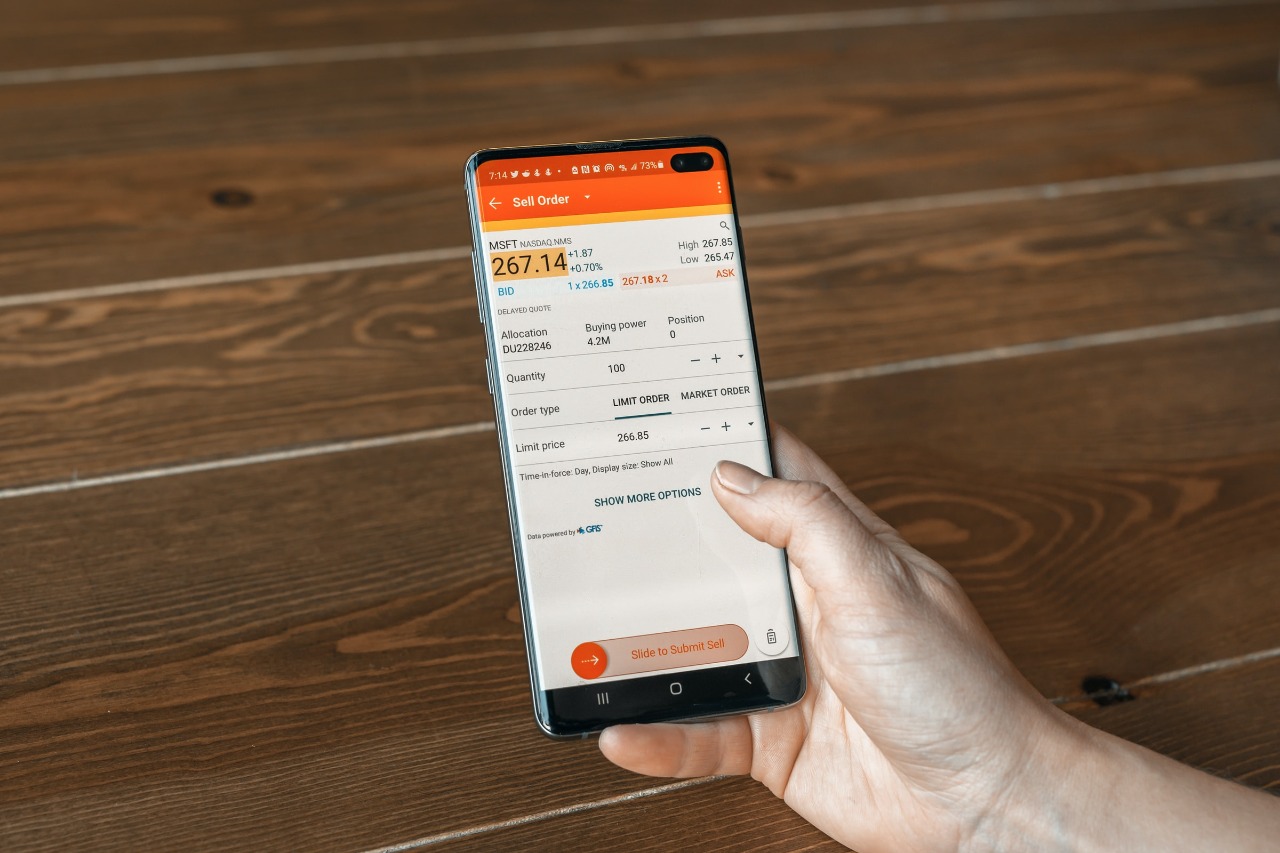 7:14 73%
Sell Order
MSFT NASDAQ.NMS
267.14 +1.87
+0.70%
High 267.85
Low 265.47
BID 1 x 266.85 267.18 x 2 ASK
DELAYED QUOTE
Allocation Buying power Position
DU228246 4.2M 0
Quantity 100 − +
Order type LIMIT ORDER MARKET ORDER
Limit price 266.85 − +
Time-in-force: Day, Display size: Show All
SHOW MORE OPTIONS
Data powered by GFIS
Slide to Submit Sell